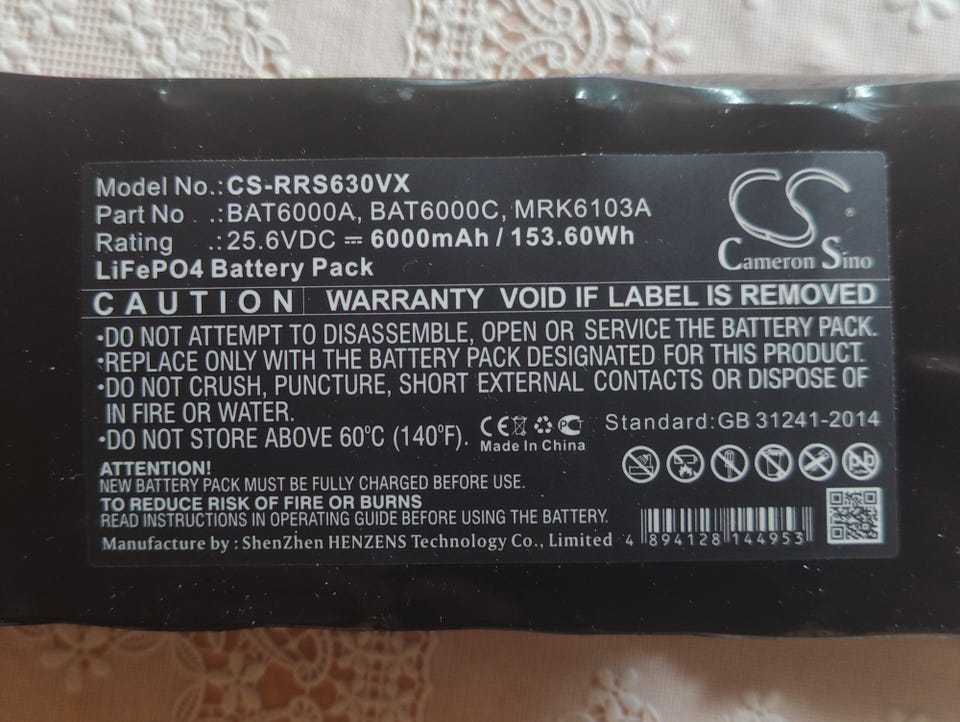 Model No.:CS-RRS630VX
Part No .:BAT6000A, BAT6000C, MRK6103A
Rating .:25.6VDC ⎓ 6000mAh / 153.60Wh
LiFePO4 Battery Pack
CS
®
Cameron Sino
CAUTION WARRANTY VOID IF LABEL IS REMOVED
•DO NOT ATTEMPT TO DISASSEMBLE, OPEN OR SERVICE THE BATTERY PACK.
•REPLACE ONLY WITH THE BATTERY PACK DESIGNATED FOR THIS PRODUCT.
•DO NOT CRUSH, PUNCTURE, SHORT EXTERNAL CONTACTS OR DISPOSE OF
IN FIRE OR WATER.
•DO NOT STORE ABOVE 60°C (140°F).
CE
PCT
Made In China
Standard:GB 31241-2014
Pb
ATTENTION!
NEW BATTERY PACK MUST BE FULLY CHARGED BEFORE USE.
TO REDUCE RISK OF FIRE OR BURNS
READ INSTRUCTIONS IN OPERATING GUIDE BEFORE USING THE BATTERY.
Manufacture by : ShenZhen HENZENS Technology Co., Limited
4 894128 144953